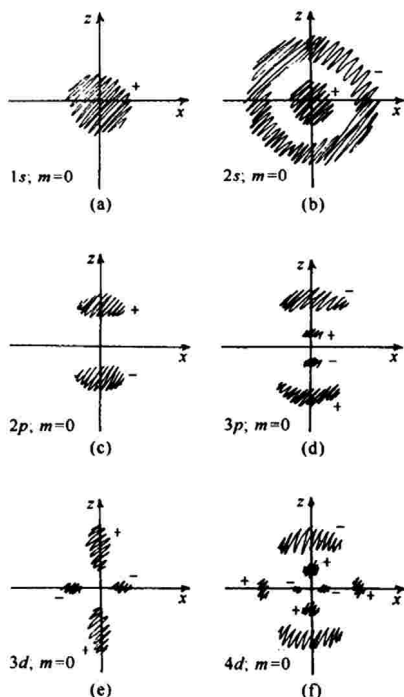 z
z
+
-
+
x
x
1s; m=0
2s; m=0
(a)
(b)
z
z
-
+
+
-
x
x
-
+
2p; m=0
3p; m=0
(c)
(d)
z
z
+
-
+
-
-
x
+
-
-
+
x
+
+
3d; m=0
-
4d; m=0
(e)
(f)